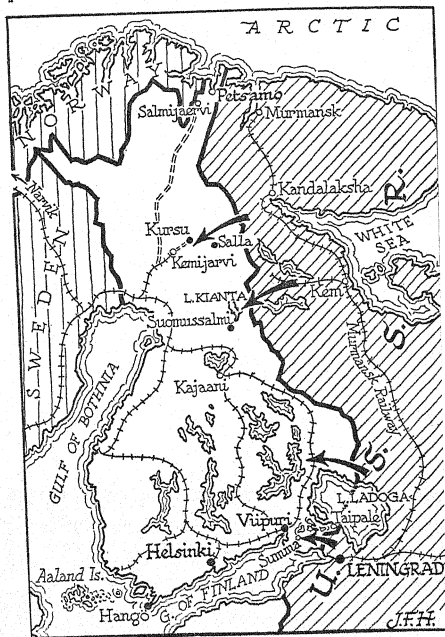 ARCTIC
NORWAY
Petsamo
Salmijaervi
Murmansk
Narvik
Kandalaksha
U. S. S. R.
WHITE SEA
Kursu
Salla
Kemijarvi
SWEDEN
L. KIANTA
Kemi
Suomussalmi
Murmansk Railway
GULF OF BOTHNIA
Kajaani
L. LADOGA
Taipale
Viipuri
Helsinki
Summa
LENINGRAD
Aaland Is.
G. OF FINLAND
Hango
J.F.H.